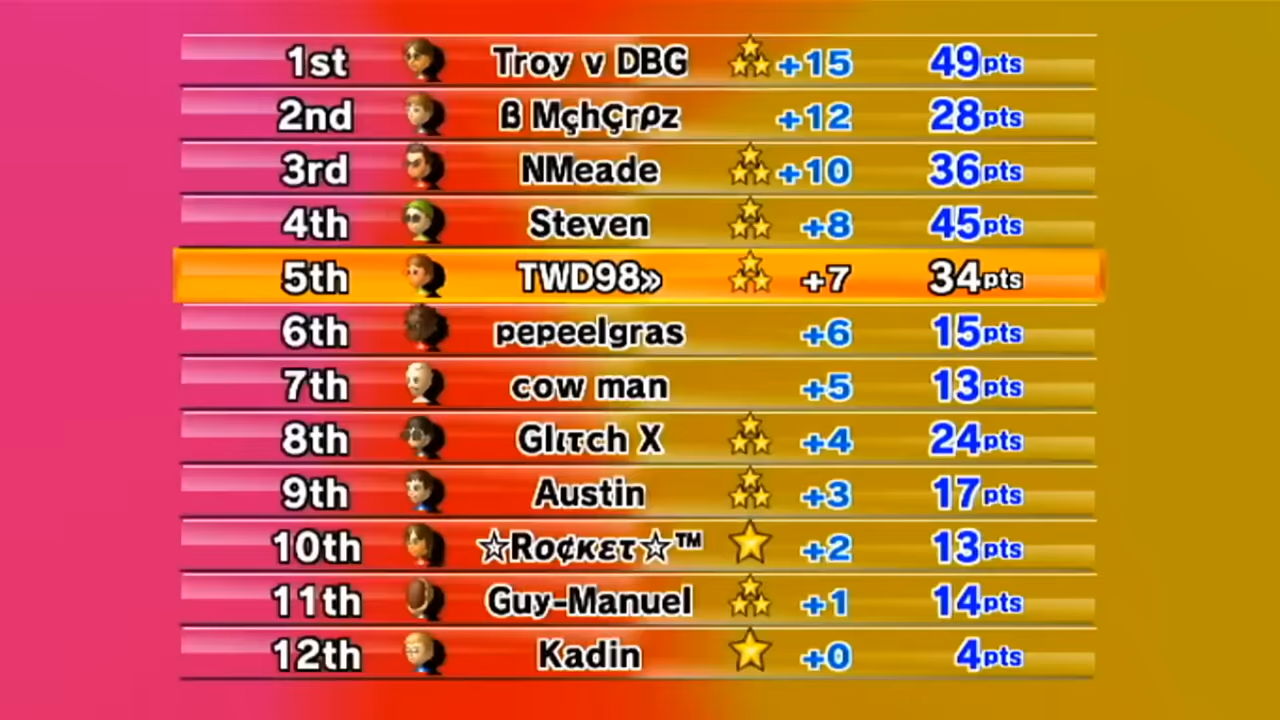 1st Troy v DBG +15 49pts
2nd β MçhÇrρz +12 28pts
3rd NMeade +10 36pts
4th Steven +8 45pts
5th TWD98» +7 34pts
6th pepeelgras +6 15pts
7th cow man +5 13pts
8th Glιτch X +4 24pts
9th Austin +3 17pts
10th ☆Ro¢κετ☆™ +2 13pts
11th Guy-Manuel +1 14pts
12th Kadin +0 4pts